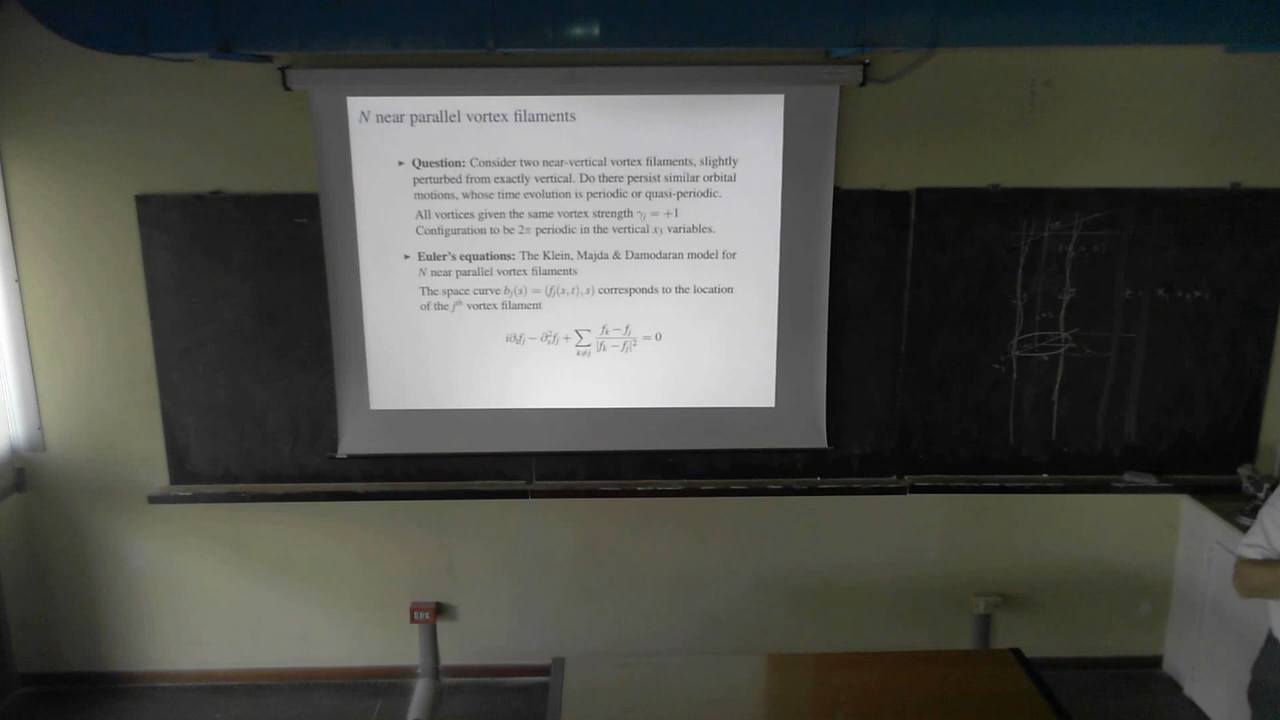 N near parallel vortex filaments
▸ Question: Consider two near-vertical vortex filaments, slightly
perturbed from exactly vertical. Do there persist similar orbital
motions, whose time evolution is periodic or quasi-periodic.
All vortices given the same vortex strength γⱼ = +1
Configuration to be 2π periodic in the vertical x₃ variables.
▸ Euler's equations: The Klein, Majda & Damodaran model for
N near parallel vortex filaments
The space curve bⱼ(s) = (fⱼ(s, t), s) corresponds to the location
of the jᵗʰ vortex filament
i∂ₜfⱼ − ∂ₛ²fⱼ + ∑_{k≠j} (fₖ − fⱼ)/|fₖ − fⱼ|² = 0